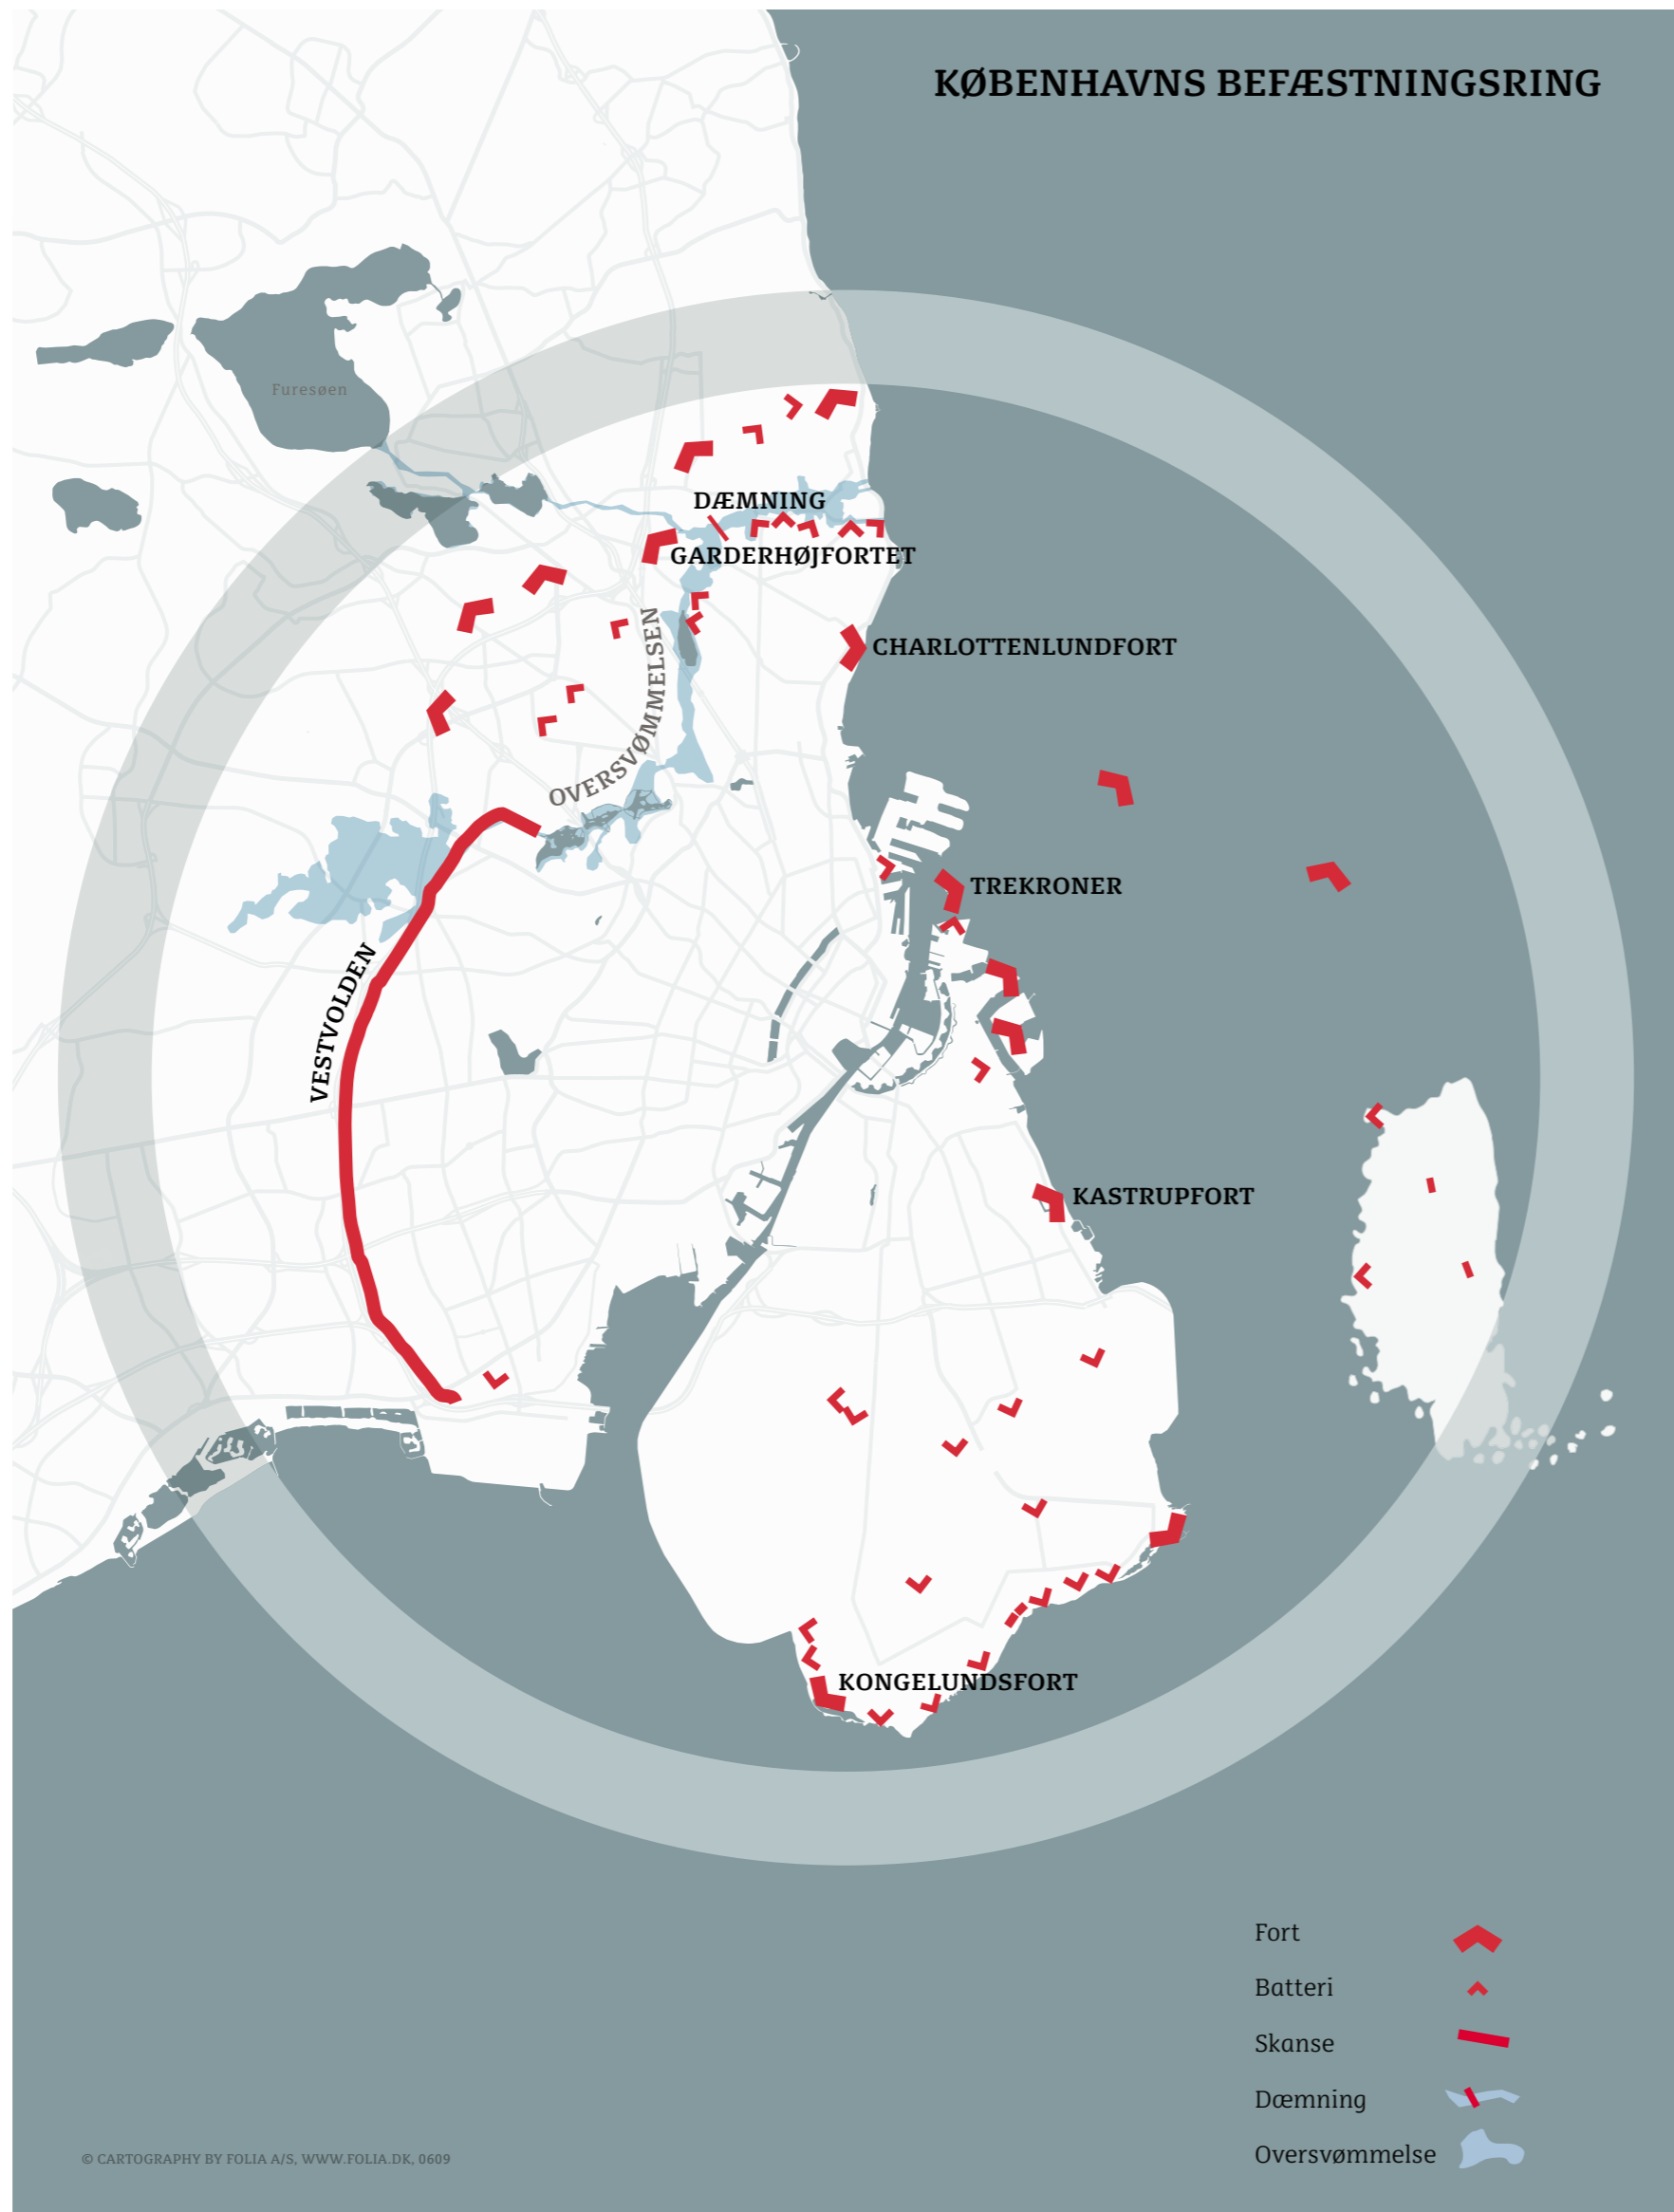 KØBENHAVNS BEFÆSTNINGSRING
Furesøen
DÆMNING
GARDERHØJFORTET
OVERSVØMMELSEN
CHARLOTTENLUNDFORT
TREKRONER
VESTVOLDEN
KASTRUPFORT
KONGELUNDSFORT
Fort
Batteri
Skanse
Dæmning
Oversvømmelse
© CARTOGRAPHY BY FOLIA A/S, WWW.FOLIA.DK, 0609